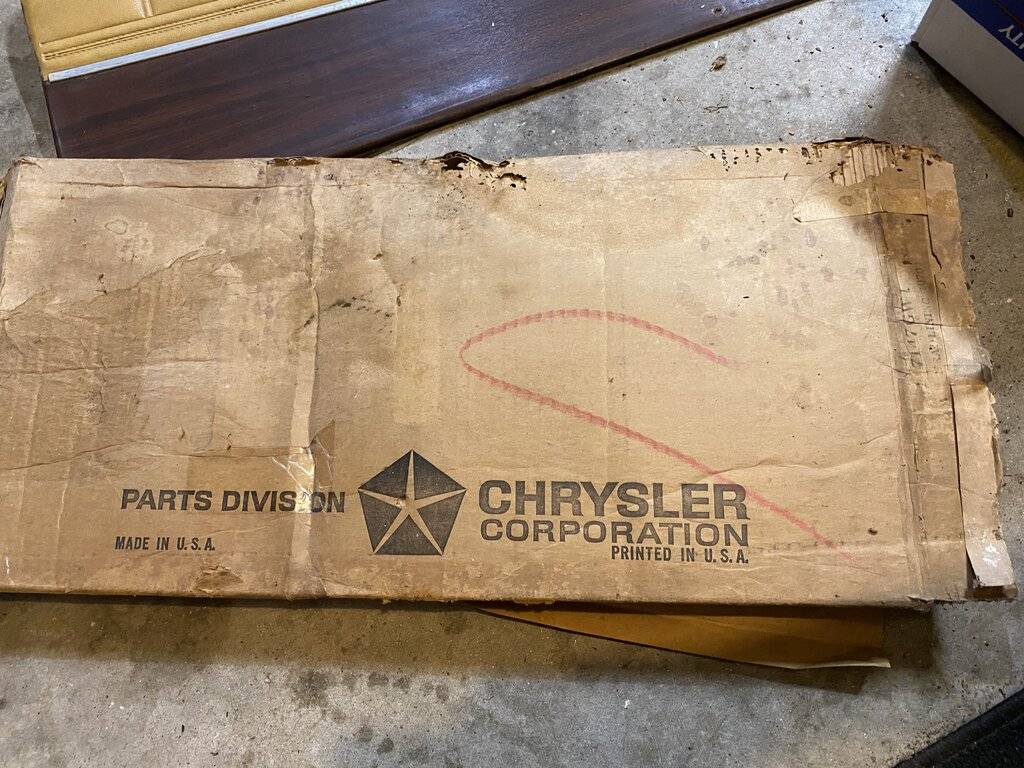 PARTS DIVISION
MADE IN U.S.A.
CHRYSLER
CORPORATION
PRINTED IN U.S.A.